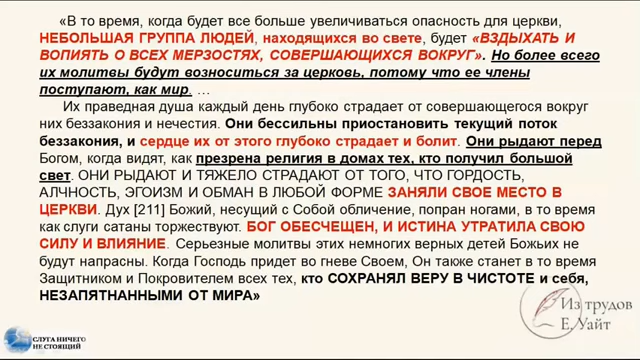 «В то время, когда будет все больше увеличиваться опасность для церкви,
НЕБОЛЬШАЯ ГРУППА ЛЮДЕЙ, находящихся во свете, будет «ВЗДЫХАТЬ И
ВОПИЯТЬ О ВСЕХ МЕРЗОСТЯХ, СОВЕРШАЮЩИХСЯ ВОКРУГ». Но более всего
их молитвы будут возноситься за церковь, потому что ее члены
поступают, как мир. …
Их праведная душа каждый день глубоко страдает от совершающегося вокруг
них беззакония и нечестия. Они бессильны приостановить текущий поток
беззакония, и сердце их от этого глубоко страдает и болит. Они рыдают перед
Богом, когда видят, как презрена религия в домах тех, кто получил большой
свет. ОНИ РЫДАЮТ И ТЯЖЕЛО СТРАДАЮТ ОТ ТОГО, ЧТО ГОРДОСТЬ,
АЛЧНОСТЬ, ЭГОИЗМ И ОБМАН В ЛЮБОЙ ФОРМЕ ЗАНЯЛИ СВОЕ МЕСТО В
ЦЕРКВИ. Дух [211] Божий, несущий с Собой обличение, попран ногами, в то время
как слуги сатаны торжествуют. БОГ ОБЕСЧЕЩЕН, И ИСТИНА УТРАТИЛА СВОЮ
СИЛУ И ВЛИЯНИЕ. Серьезные молитвы этих немногих верных детей Божьих не
будут напрасны. Когда Господь придет во гневе Своем, Он также станет в то время
Защитником и Покровителем всех тех, кто СОХРАНЯЛ ВЕРУ В ЧИСТОТЕ и себя,
НЕЗАПЯТНАННЫМИ ОТ МИРА»
Из трудов
Е. Уайт
СЛУГА НИЧЕГО
НЕ СТОЯЩИЙ